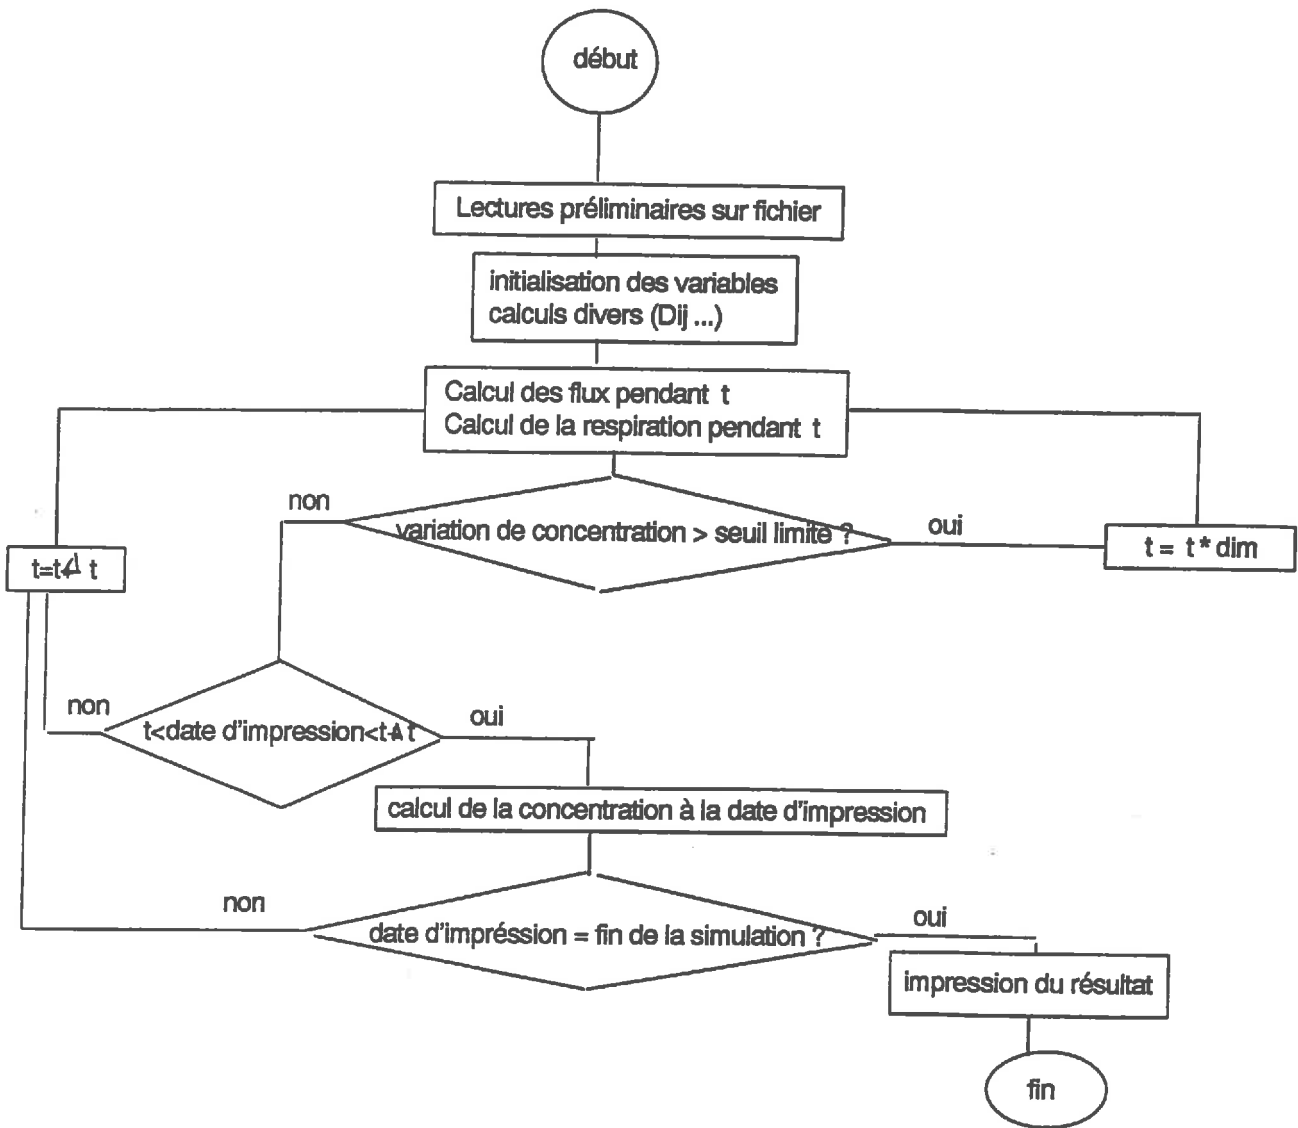 début
Lectures préliminaires sur fichier
initialisation des variables
calculs divers (Dij ...)
Calcul des flux pendant t
Calcul de la respiration pendant t
non
variation de concentration > seuil limite ?
oui
t = t * dim
t=t+Δ t
non
t<date d'impression<t+Δ t
oui
calcul de la concentration à la date d'impression
non
date d'impréssion = fin de la simulation ?
oui
impression du résultat
fin